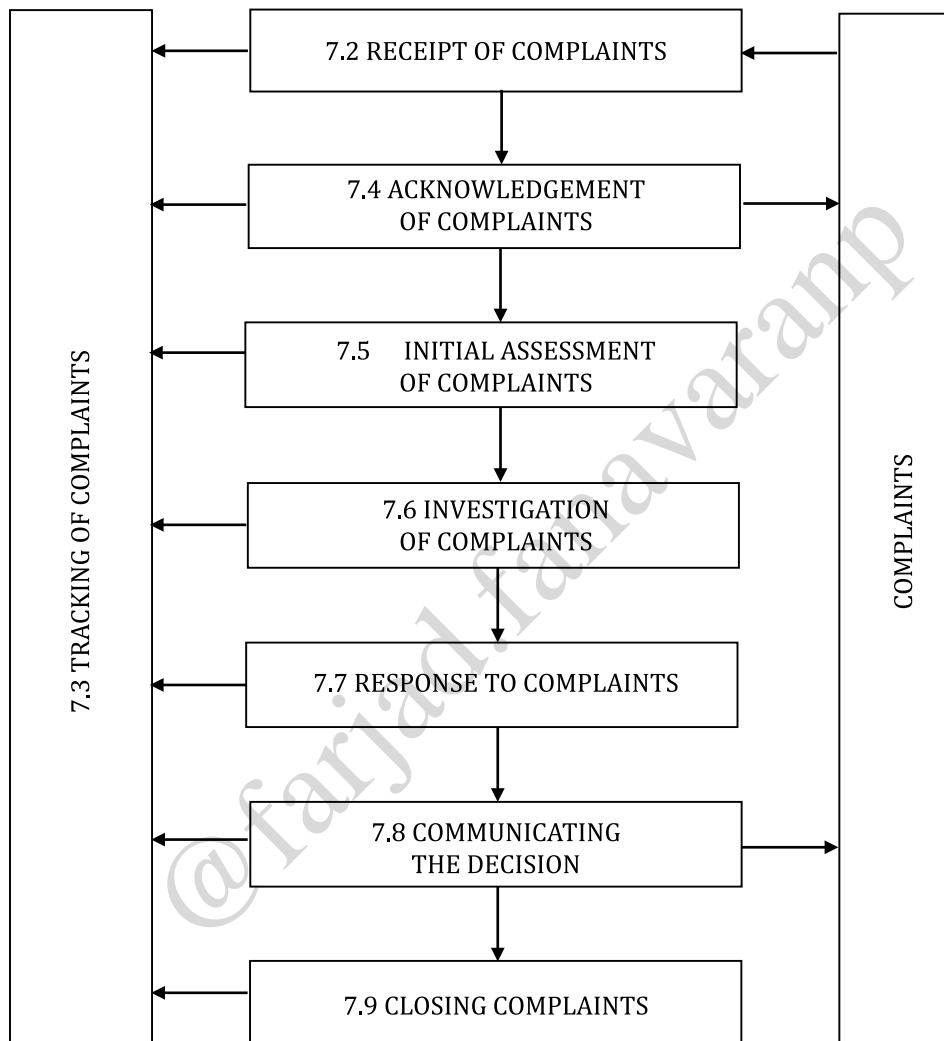 7.2 RECEIPT OF COMPLAINTS
7.4 ACKNOWLEDGEMENT
OF COMPLAINTS
7.5 INITIAL ASSESSMENT
OF COMPLAINTS
7.6 INVESTIGATION
OF COMPLAINTS
7.7 RESPONSE TO COMPLAINTS
7.8 COMMUNICATING
THE DECISION
7.9 CLOSING COMPLAINTS
7.3 TRACKING OF COMPLAINTS
COMPLAINTS
@farjad.fanavaranp